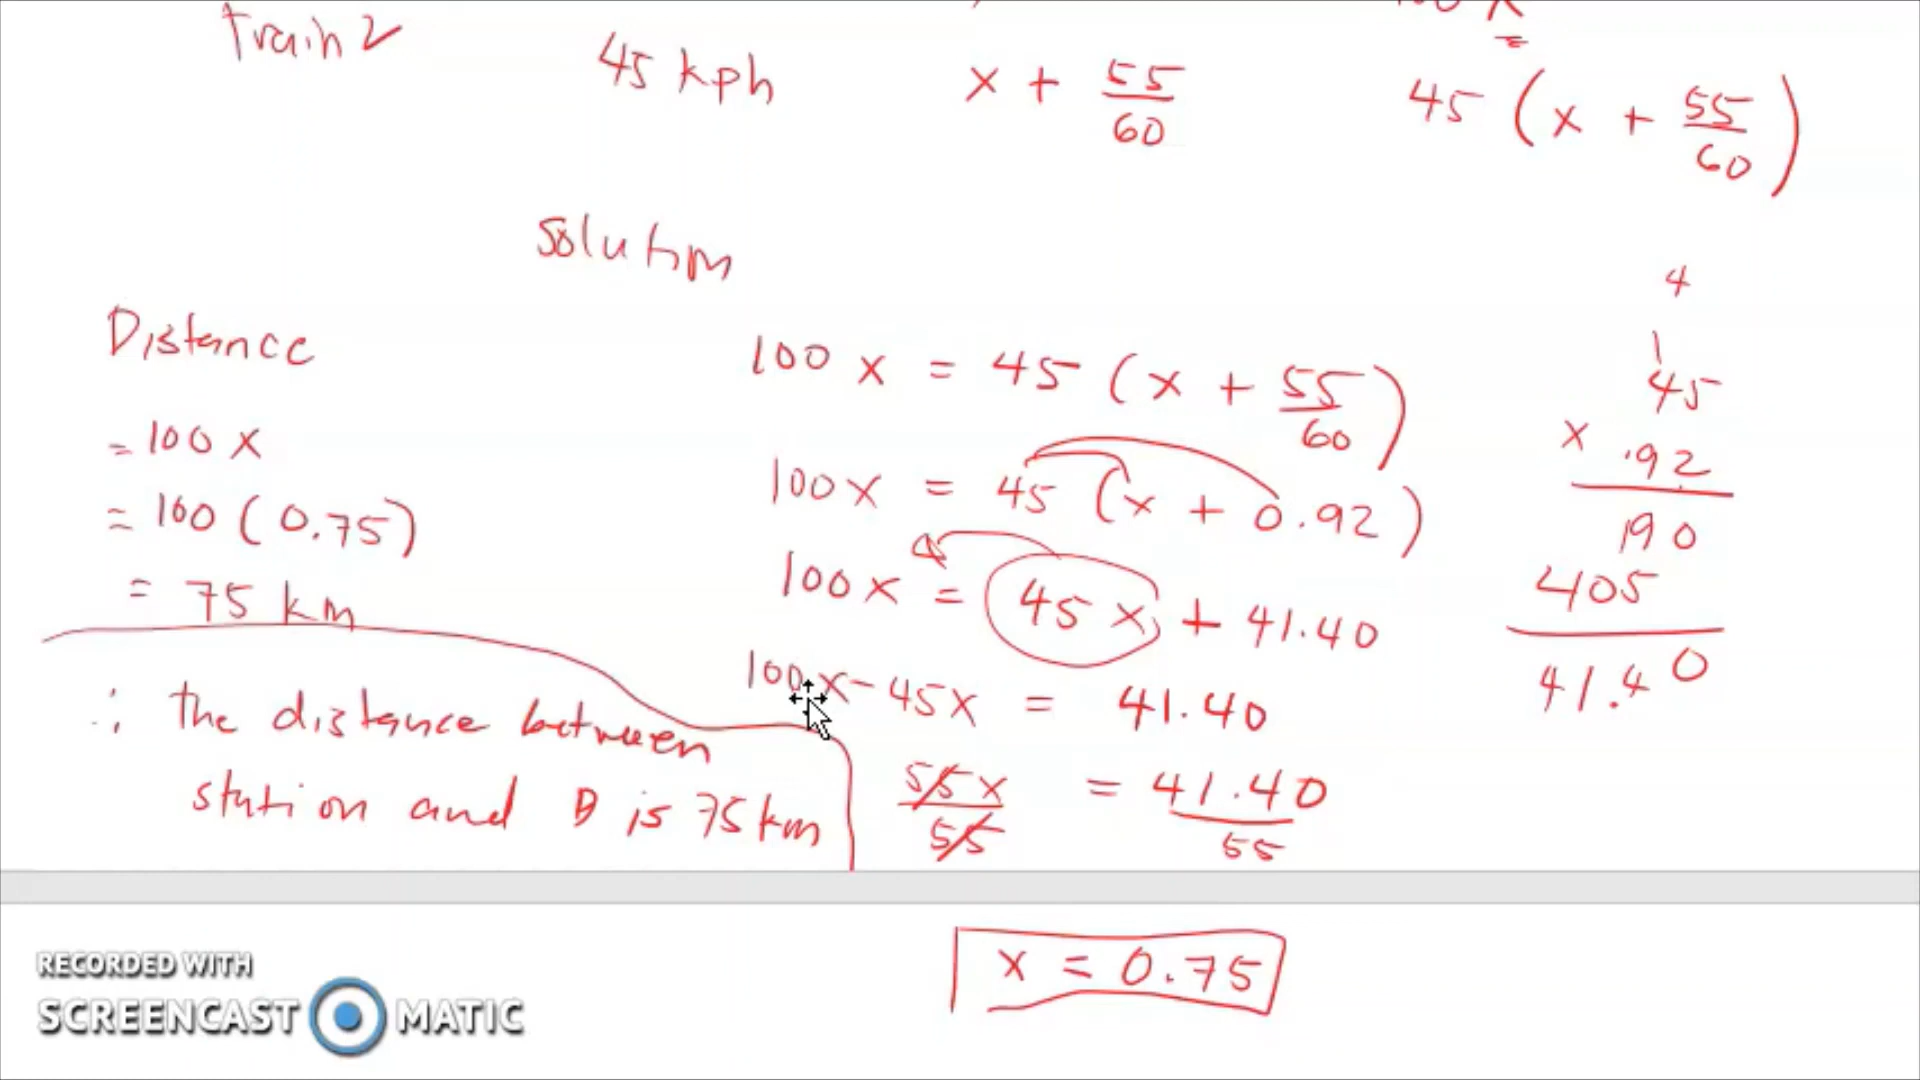 Train 2 45 kph x + 55/60 45 (x + 55/60)
Solution
Distance
= 100 x
= 100 (0.75)
= 75 km
∴ the distance between
station and B is 75 km
100 x = 45 (x + 55/60)
100x = 45 (x + 0.92)
100x = 45x + 41.40
100x - 45x = 41.40
55x/55 = 41.40/55
x = 0.75
4
1
45
x .92
190
405
41.40
RECORDED WITH
SCREENCAST MATIC